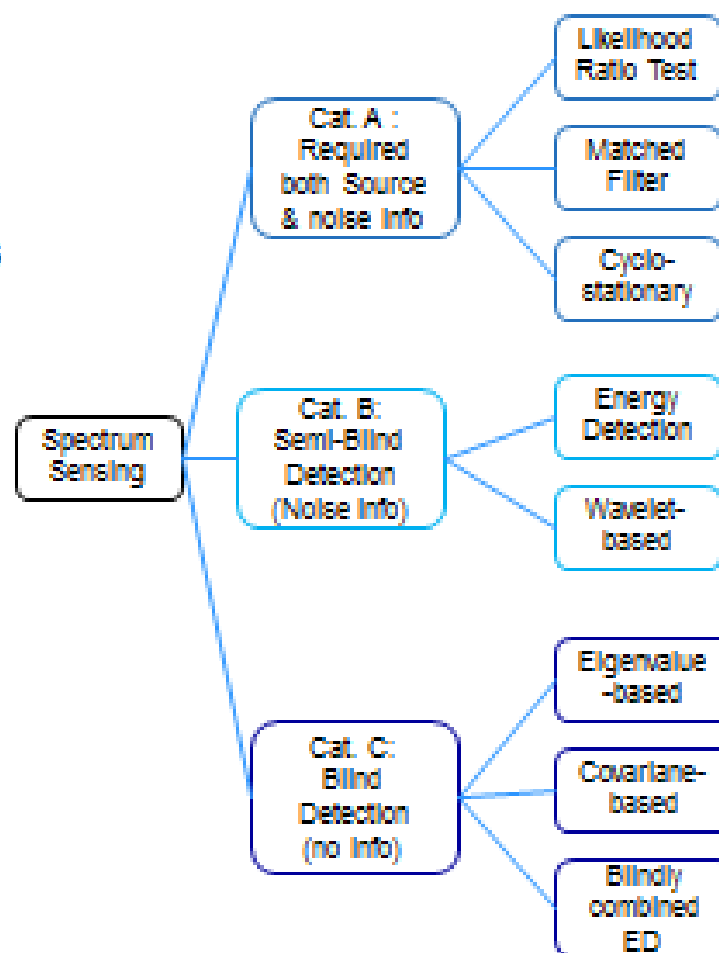 Likelihood
Ratio Test
Cat. A :
Required
both Source
& noise info
Matched
Filter
Cyclo-
stationary
Spectrum
Sensing
Cat. B:
Semi-Blind
Detection
(Noise info)
Energy
Detection
Wavelet-
based
Cat. C:
Blind
Detection
(no info)
Eigenvalue
-based
Covariane-
based
Blindly
combined
ED